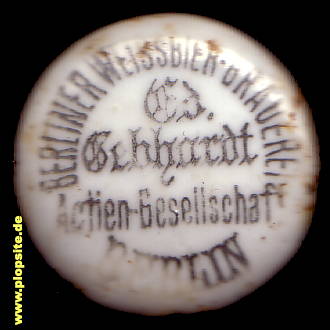 BERLINER WEISSBIER-BRAUEREI
Ed.
Gebhardt
Actien-Gesellschaft
BERLIN
www.plopsite.de